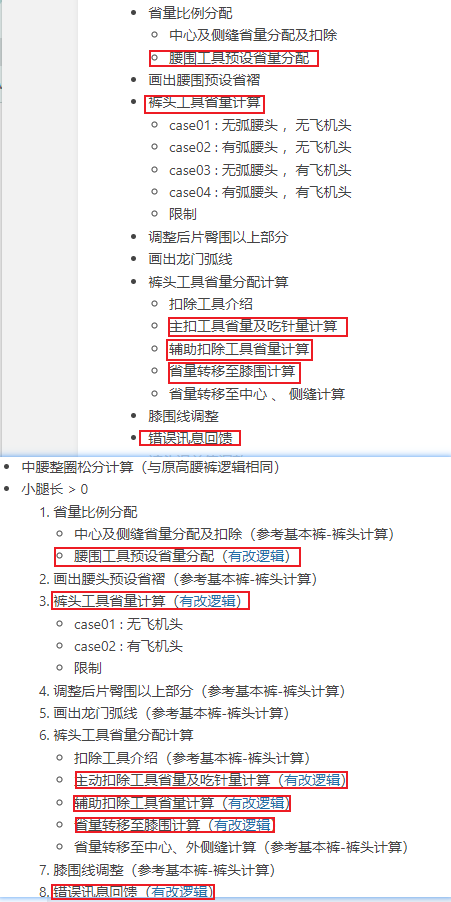 省量比例分配
中心及侧缝省量分配及扣除
腰围工具预设省量分配
画出腰围预设省褶
裤头工具省量计算
case01 : 无弧腰头 ，无飞机头
case02 : 有弧腰头 ，无飞机头
case03 : 无弧腰头 ，有飞机头
case04 : 有弧腰头 ，有飞机头
限制
调整后片臀围以上部分
画出龙门弧线
裤头工具省量分配计算
扣除工具介绍
主扣工具省量及吃针量计算
辅助扣除工具省量计算
省量转移至膝围计算
省量转移至中心 、 侧缝计算
膝围线调整
错误讯息回馈
中腰整圈松分计算（与原高腰裤逻辑相同）
小腿长 > 0
1. 省量比例分配
中心及侧缝省量分配及扣除（参考基本裤-裤头计算）
腰围工具预设省量分配（有改逻辑）
2. 画出腰头预设省褶（参考基本裤-裤头计算）
3. 裤头工具省量计算（有改逻辑）
case01 : 无飞机头
case02 : 有飞机头
限制
4. 调整后片臀围以上部分（参考基本裤-裤头计算）
5. 画出龙门弧线（参考基本裤-裤头计算）
6. 裤头工具省量分配计算
扣除工具介绍（参考基本裤-裤头计算）
主动扣除工具省量及吃针量计算（有改逻辑）
辅助扣除工具省量计算（有改逻辑）
省量转移至膝围计算（有改逻辑）
省量转移至中心、外侧缝计算（参考基本裤-裤头计算）
7. 膝围线调整（参考基本裤-裤头计算）
8. 错误讯息回馈（有改逻辑）